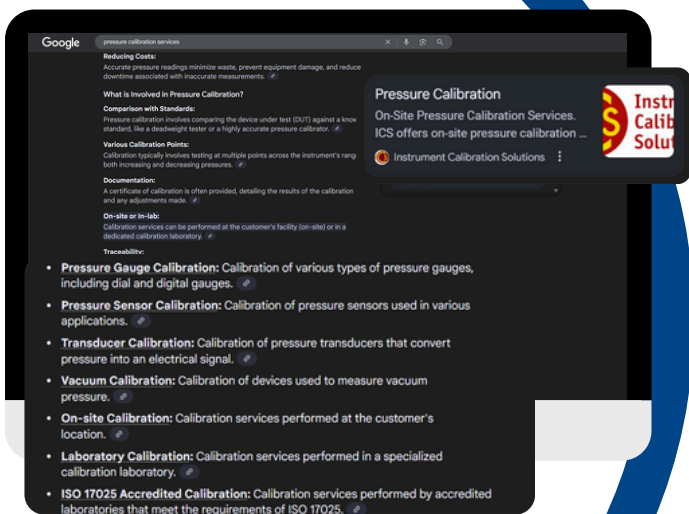 Google
pressure calibration services
Reducing Costs:
Accurate pressure readings minimize waste, prevent equipment damage, and reduce
downtime associated with inaccurate measurements.
What is Involved in Pressure Calibration?
Comparison with Standards:
Pressure calibration involves comparing the device under test (DUT) against a know
standard, like a deadweight tester or a highly accurate pressure calibrator.
Various Calibration Points:
Calibration typically involves testing at multiple points across the instrument's rang
both increasing and decreasing pressures.
Documentation:
A certificate of calibration is often provided, detailing the results of the calibration
and any adjustments made.
On-site or In-lab:
Calibration services can be performed at the customer's facility (on-site) or in a
dedicated calibration laboratory.
Traceability:
Pressure Calibration
On-Site Pressure Calibration Services.
ICS offers on-site pressure calibration ...
Instrument Calibration Solutions
Instr
Calib
Solut
• Pressure Gauge Calibration: Calibration of various types of pressure gauges,
including dial and digital gauges.
• Pressure Sensor Calibration: Calibration of pressure sensors used in various
applications.
• Transducer Calibration: Calibration of pressure transducers that convert
pressure into an electrical signal.
• Vacuum Calibration: Calibration of devices used to measure vacuum
pressure.
• On-site Calibration: Calibration services performed at the customer's
location.
• Laboratory Calibration: Calibration services performed in a specialized
calibration laboratory.
• ISO 17025 Accredited Calibration: Calibration services performed by accredited
laboratories that meet the requirements of ISO 17025.